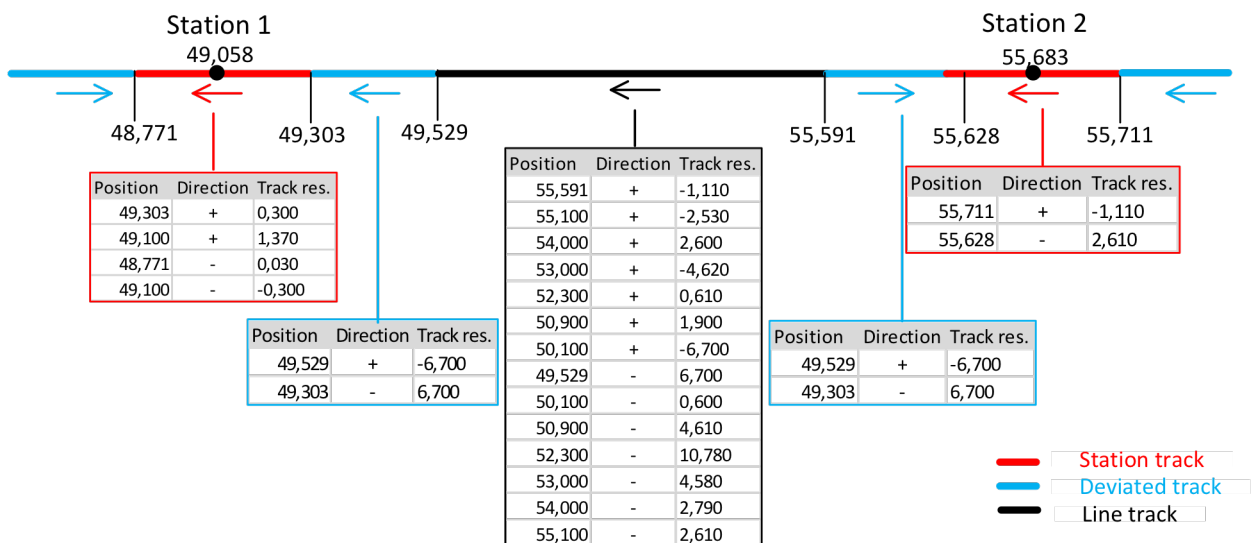 Station 1
49,058
Station 2
55,683
48,771
49,303
49,529
55,591
55,628
55,711
Position Direction Track res.
49,303 + 0,300
49,100 + 1,370
48,771 - 0,030
49,100 - -0,300
Position Direction Track res.
49,529 + -6,700
49,303 - 6,700
Position Direction Track res.
55,591 + -1,110
55,100 + -2,530
54,000 + 2,600
53,000 + -4,620
52,300 + 0,610
50,900 + 1,900
50,100 + -6,700
49,529 - 6,700
50,100 - 0,600
50,900 - 4,610
52,300 - 10,780
53,000 - 4,580
54,000 - 2,790
55,100 - 2,610
Position Direction Track res.
49,529 + -6,700
49,303 - 6,700
Position Direction Track res.
55,711 + -1,110
55,628 - 2,610
Station track
Deviated track
Line track